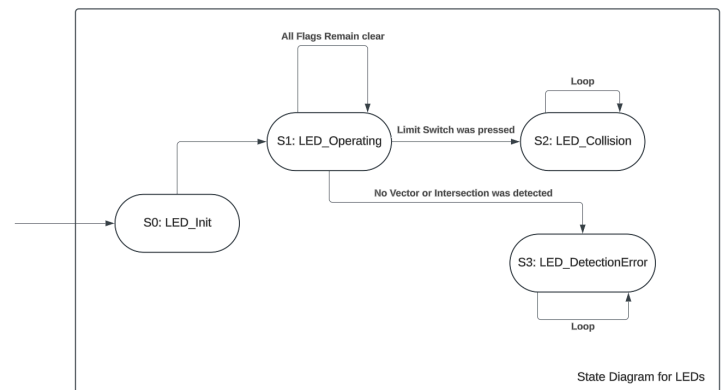 All Flags Remain clear
S1: LED_Operating
Limit Switch was pressed
Loop
S2: LED_Collision
No Vector or Intersection was detected
S0: LED_Init
S3: LED_DetectionError
Loop
State Diagram for LEDs